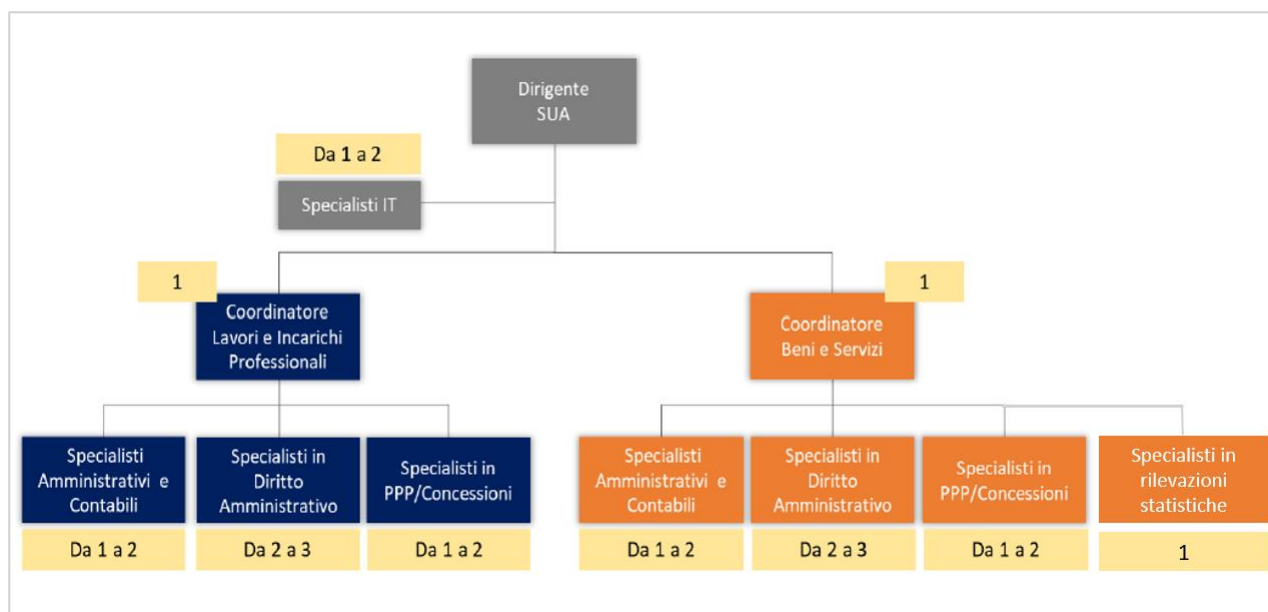 Dirigente
SUA
Da 1 a 2
Specialisti IT
1
Coordinatore
Lavori e Incarichi
Professionali
1
Coordinatore
Beni e Servizi
Specialisti
Amministrativi e
Contabili
Da 1 a 2
Specialisti in
Diritto
Amministrativo
Da 2 a 3
Specialisti in
PPP/Concessioni
Da 1 a 2
Specialisti
Amministrativi e
Contabili
Da 1 a 2
Specialisti in
Diritto
Amministrativo
Da 2 a 3
Specialisti in
PPP/Concessioni
Da 1 a 2
Specialisti in
rilevazioni
statistiche
1